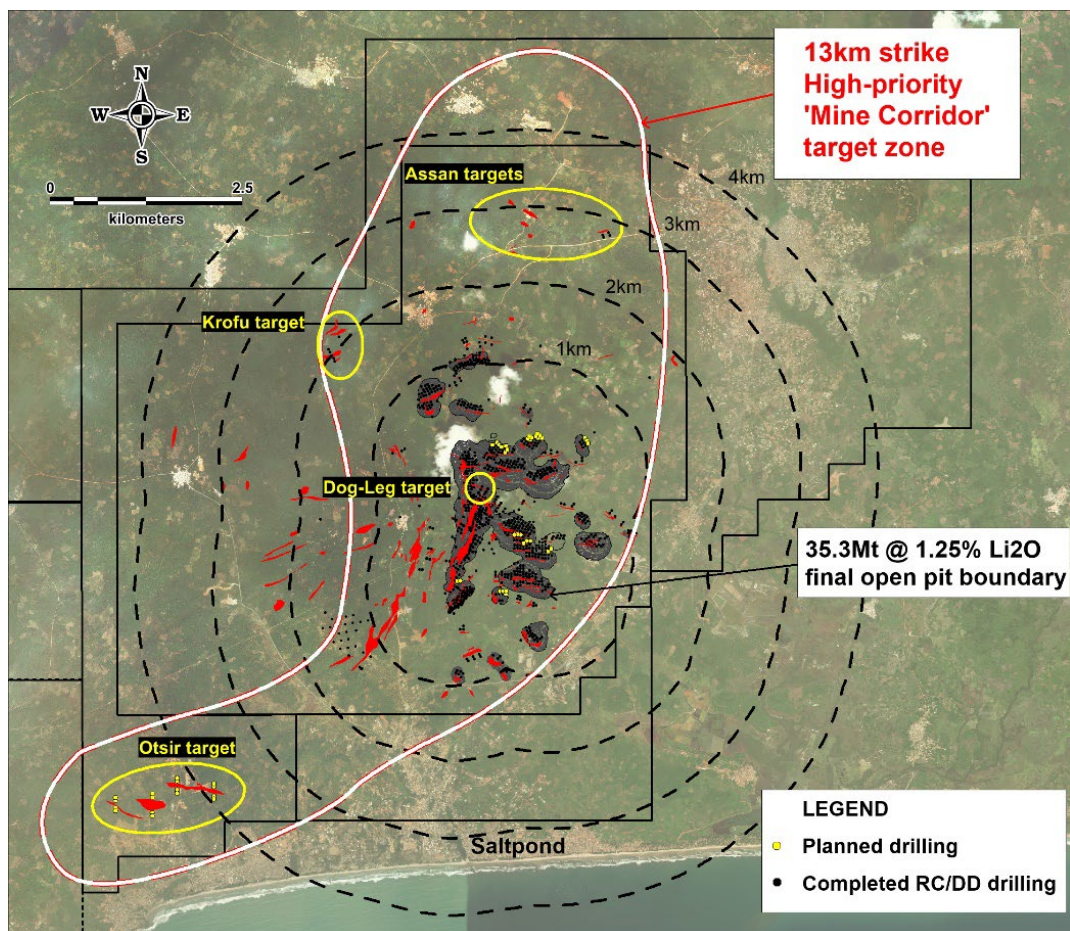 13km strike
High-priority
'Mine Corridor'
target zone
N
W E
S
0 2.5
kilometers
Assan targets
4km
3km
2km
Krofu target
1km
Dog-Leg target
35.3Mt @ 1.25% Li2O
final open pit boundary
Otsir target
Saltpond
LEGEND
Planned drilling
Completed RC/DD drilling